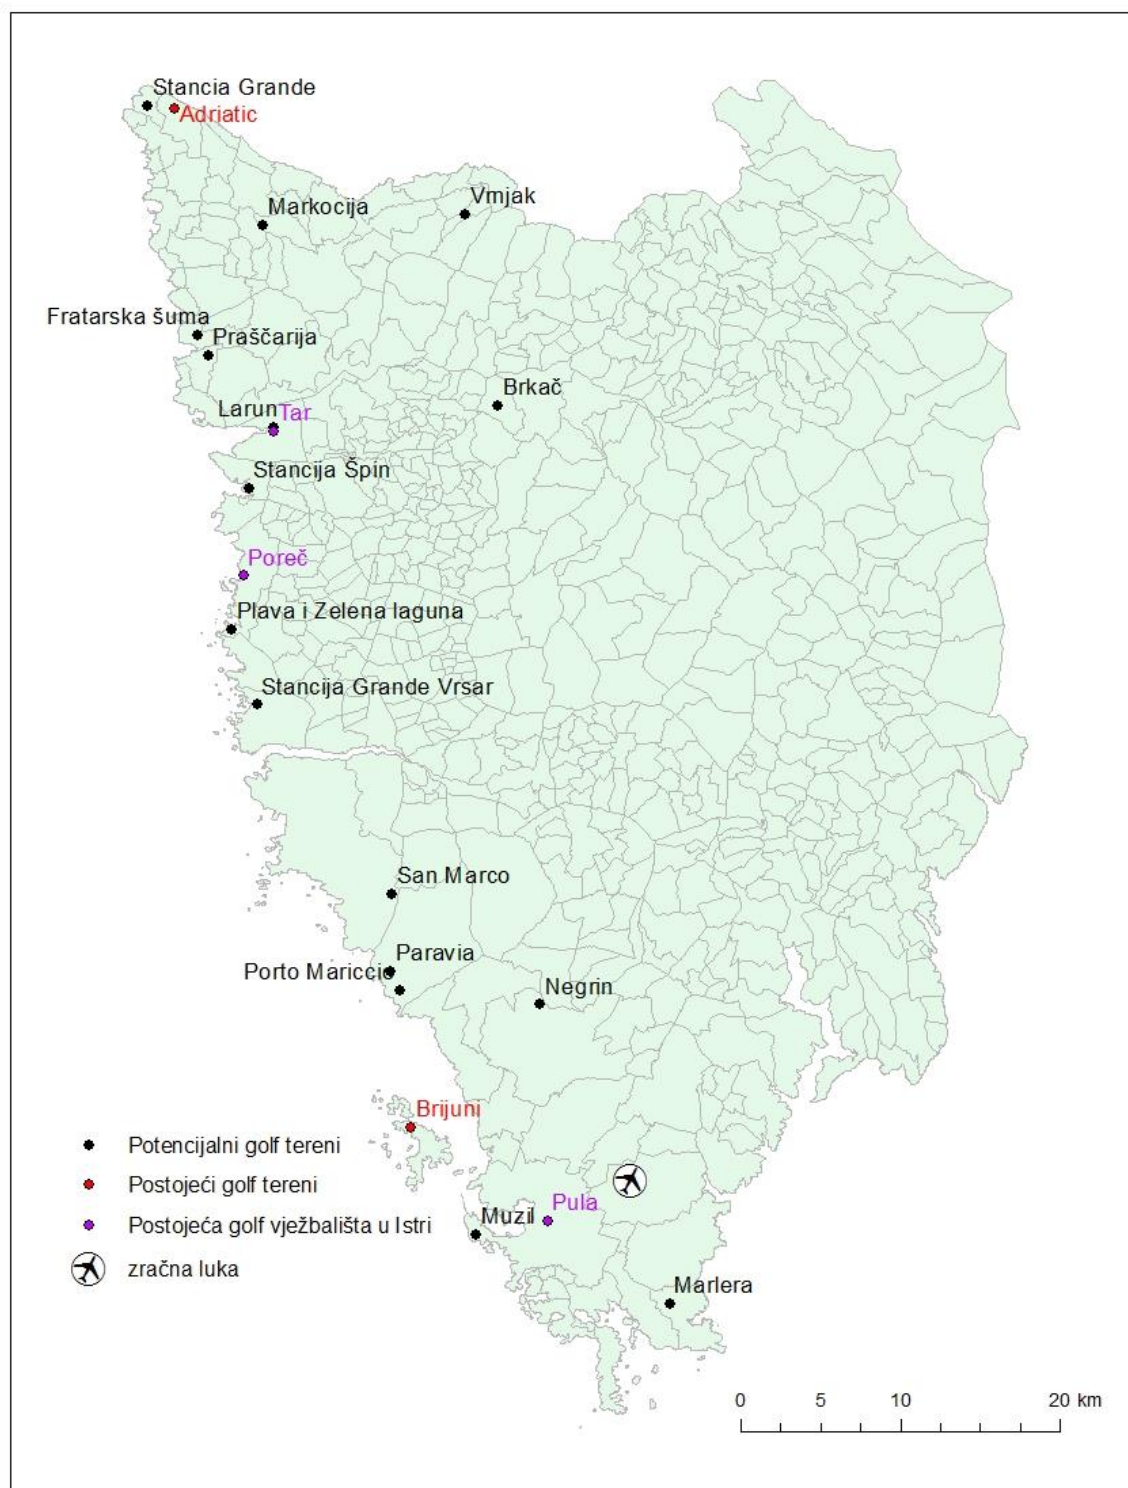 Stancia Grande
Adriatic
Vrnjak
Markocija
Fratarska šuma
Praščarija
Brkač
Larun
Tar
Stancija Špin
Poreč
Plava i Zelena laguna
Stancija Grande Vrsar
San Marco
Paravia
Porto Mariccio
Negrin
Brijuni
Potencijalni golf tereni
Postojeći golf tereni
Pula
Muzil
Postojeća golf vježbališta u Istri
zračna luka
Marlera
0 5 10 20 km